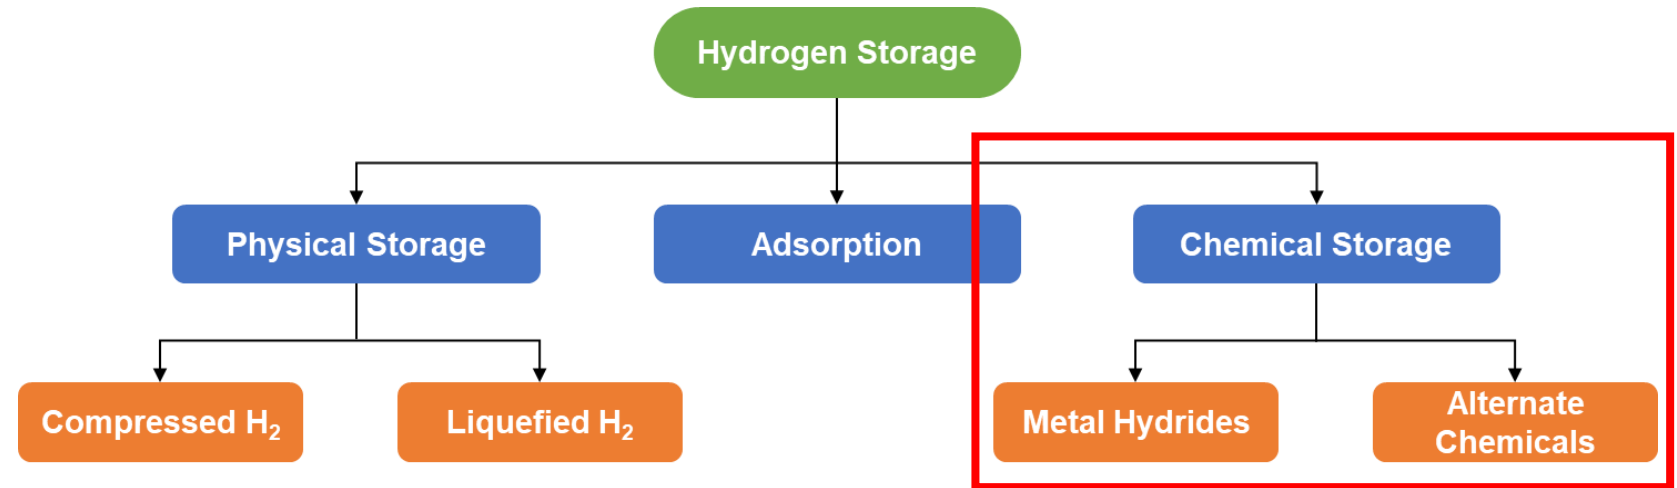 Hydrogen Storage
Physical Storage
Adsorption
Chemical Storage
Compressed H₂
Liquefied H₂
Metal Hydrides
Alternate
Chemicals